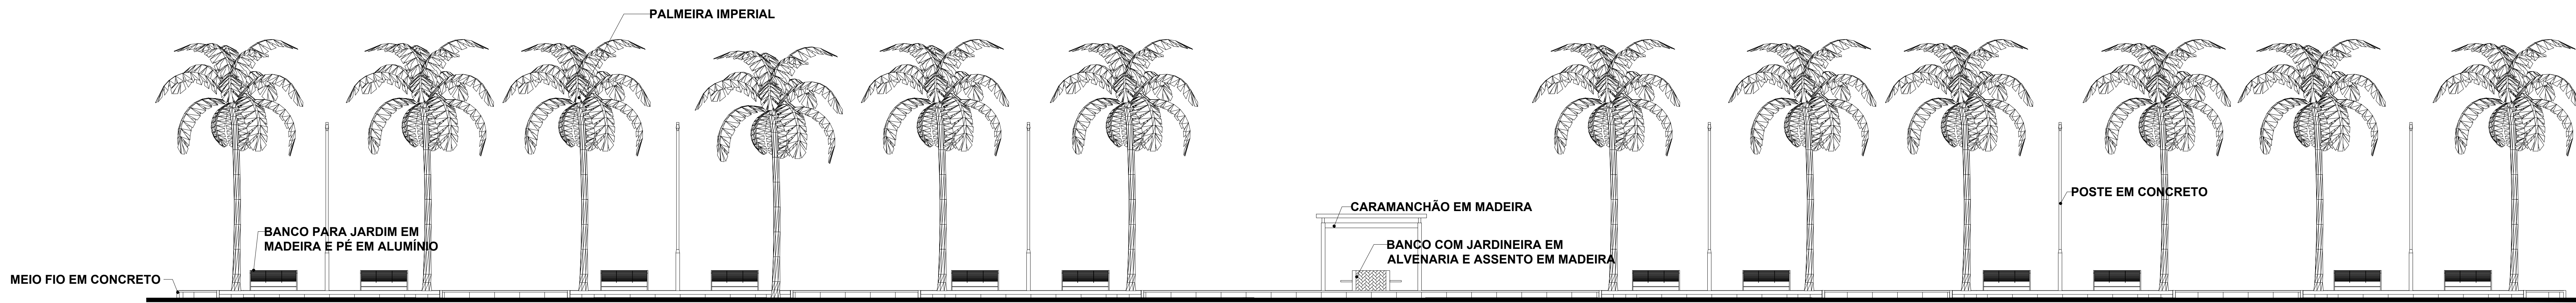 PALMEIRA IMPERIAL
POSTE EM CONCRETO
CARAMANCHÃO EM MADEIRA
BANCO PARA JARDIM EM
MADEIRA E PÉ EM ALUMÍNIO
BANCO COM JARDINEIRA EM
ALVENARIA E ASSENTO EM MADEIRA
MEIO FIO EM CONCRETO